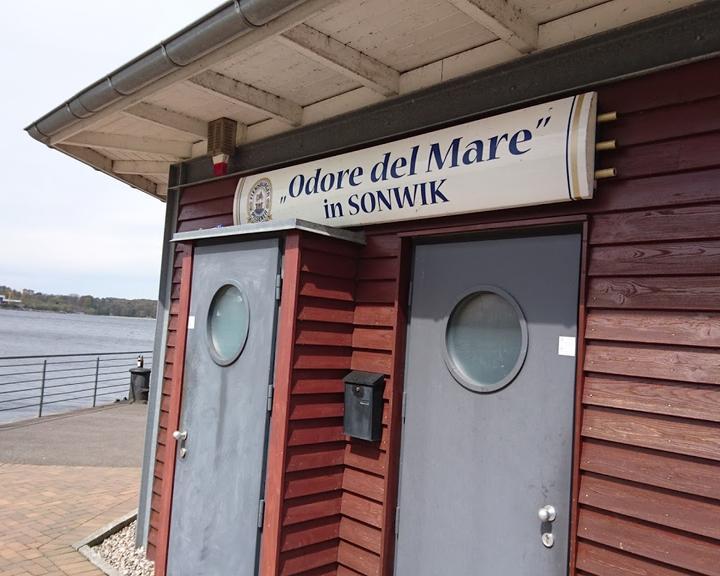 „Odore del Mare”
in SONWIK